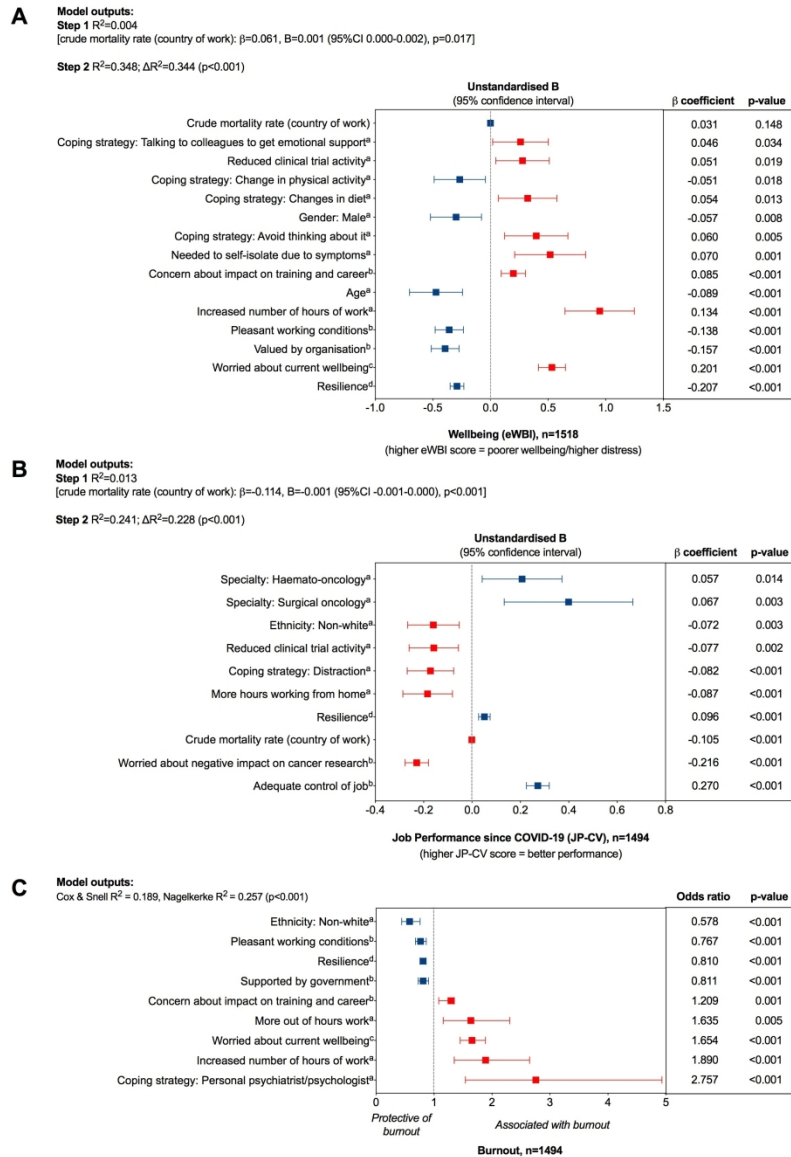 A
Model outputs:
Step 1 R²=0.004
[crude mortality rate (country of work): β=0.061, B=0.001 (95%CI 0.000-0.002), p=0.017]
Step 2 R²=0.348; ΔR²=0.344 (p<0.001)
Unstandardised B
(95% confidence interval) β coefficient p-value
Crude mortality rate (country of work) 0.031 0.148
Coping strategy: Talking to colleagues to get emotional supportᵃ 0.046 0.034
Reduced clinical trial activityᵃ 0.051 0.019
Coping strategy: Change in physical activityᵃ -0.051 0.018
Coping strategy: Changes in dietᵃ 0.054 0.013
Gender: Maleᵃ -0.057 0.008
Coping strategy: Avoid thinking about itᵃ 0.060 0.005
Needed to self-isolate due to symptomsᵃ 0.070 0.001
Concern about impact on training and careerᵇ 0.085 <0.001
Ageᵃ -0.089 <0.001
Increased number of hours of workᵃ 0.134 <0.001
Pleasant working conditionsᵇ -0.138 <0.001
Valued by organisationᵇ -0.157 <0.001
Worried about current wellbeingᶜ 0.201 <0.001
Resilienceᵈ -0.207 <0.001
-1.0 -0.5 0.0 0.5 1.0 1.5
Wellbeing (eWBI), n=1518
(higher eWBI score = poorer wellbeing/higher distress)
B
Model outputs:
Step 1 R²=0.013
[crude mortality rate (country of work): β=-0.114, B=-0.001 (95%CI -0.001-0.000), p<0.001]
Step 2 R²=0.241; ΔR²=0.228 (p<0.001)
Unstandardised B
(95% confidence interval) β coefficient p-value
Specialty: Haemato-oncologyᵃ 0.057 0.014
Specialty: Surgical oncologyᵃ 0.067 0.003
Ethnicity: Non-whiteᵃ -0.072 0.003
Reduced clinical trial activityᵃ -0.077 0.002
Coping strategy: Distractionᵃ -0.082 <0.001
More hours working from homeᵃ -0.087 <0.001
Resilienceᵈ 0.096 <0.001
Crude mortality rate (country of work) -0.105 <0.001
Worried about negative impact on cancer researchᵇ -0.216 <0.001
Adequate control of jobᵇ 0.270 <0.001
-0.4 -0.2 0.0 0.2 0.4 0.6 0.8
Job Performance since COVID-19 (JP-CV), n=1494
(higher JP-CV score = better performance)
C
Model outputs:
Cox & Snell R² = 0.189, Nagelkerke R² = 0.257 (p<0.001)
Odds ratio p-value
Ethnicity: Non-whiteᵃ 0.578 <0.001
Pleasant working conditionsᵇ 0.767 <0.001
Resilienceᵈ 0.810 <0.001
Supported by governmentᵇ 0.811 <0.001
Concern about impact on training and careerᵇ 1.209 0.001
More out of hours workᵃ 1.635 0.005
Worried about current wellbeingᶜ 1.654 <0.001
Increased number of hours of workᵃ 1.890 <0.001
Coping strategy: Personal psychiatrist/psychologistᵃ 2.757 <0.001
0 1 2 3 4 5
Protective of burnout Associated with burnout
Burnout, n=1494